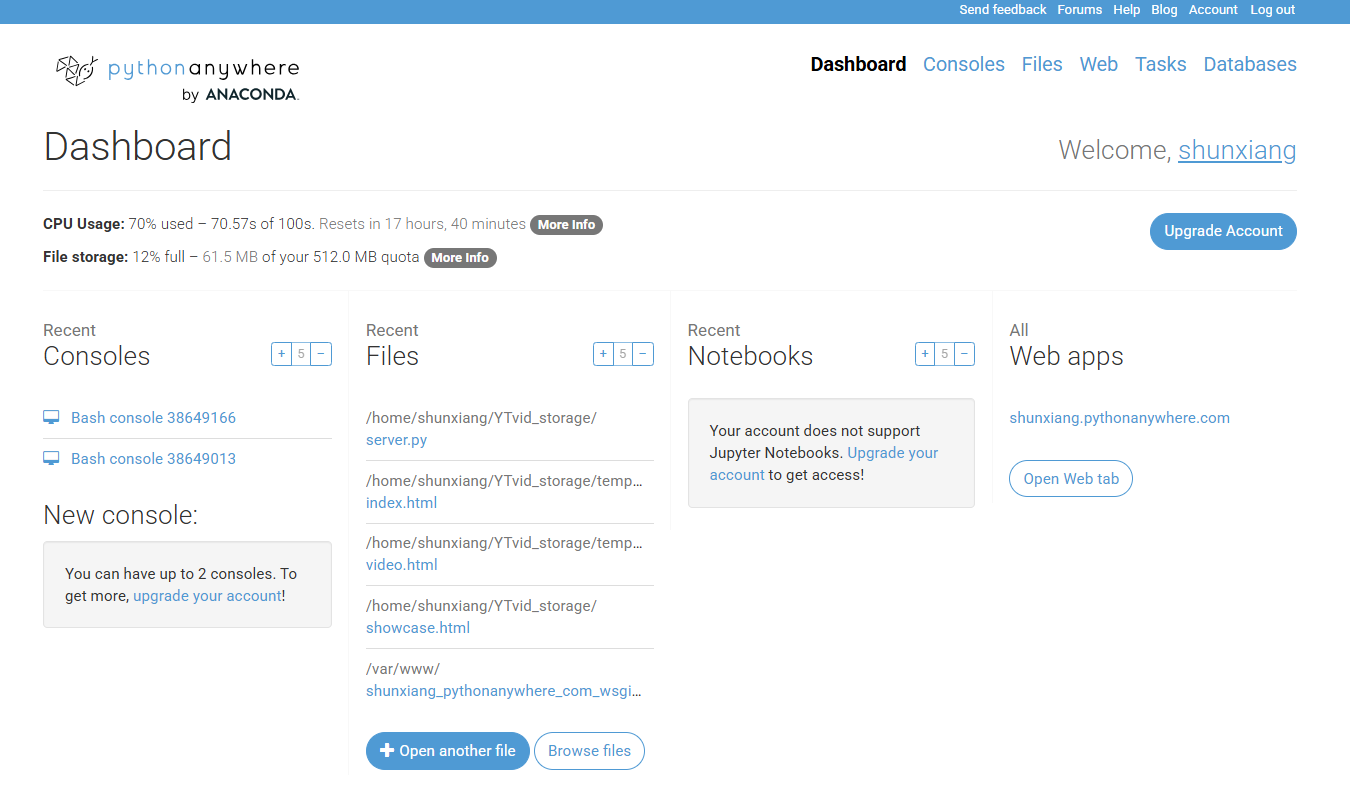 Send feedback Forums Help Blog Account Log out
pythonanywhere
by ANACONDA.
Dashboard Consoles Files Web Tasks Databases
Dashboard
Welcome, shunxiang
CPU Usage: 70% used – 70.57s of 100s. Resets in 17 hours, 40 minutes More Info
File storage: 12% full – 61.5 MB of your 512.0 MB quota More Info
Upgrade Account
Recent
Consoles
+ 5 −
Bash console 38649166
Bash console 38649013
New console:
You can have up to 2 consoles. To
get more, upgrade your account!
Recent
Files
+ 5 −
/home/shunxiang/YTvid_storage/
server.py
/home/shunxiang/YTvid_storage/temp...
index.html
/home/shunxiang/YTvid_storage/temp...
video.html
/home/shunxiang/YTvid_storage/
showcase.html
/var/www/
shunxiang_pythonanywhere_com_wsgi...
Open another file
Browse files
Recent
Notebooks
+ 5 −
Your account does not support
Jupyter Notebooks. Upgrade your
account to get access!
All
Web apps
shunxiang.pythonanywhere.com
Open Web tab